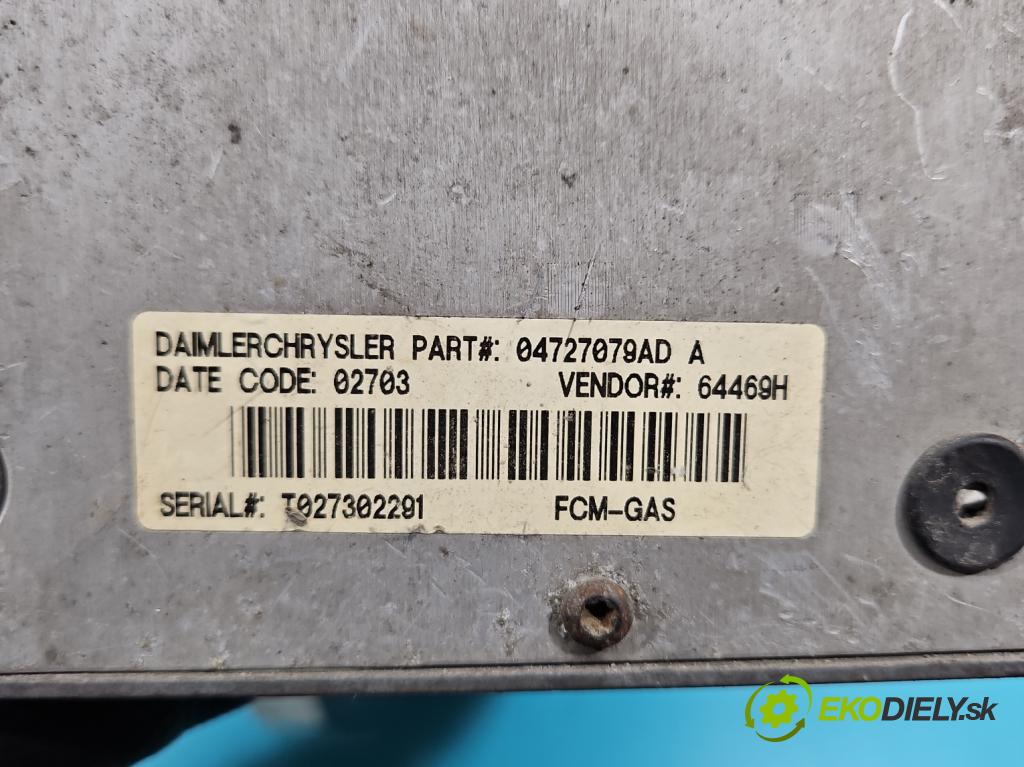 DAIMLERCHRYSLER PART#: 04727079AD A
DATE CODE: 02703 VENDOR#: 64469H
SERIAL#: T027302291 FCM-GAS
EKODIELY.sk